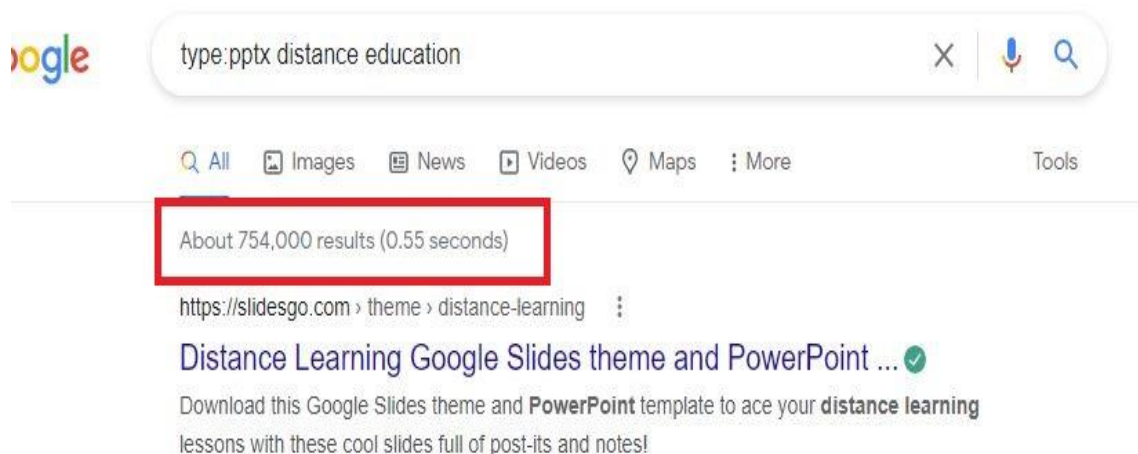 oogle
type:pptx distance education
All Images News Videos Maps More Tools
About 754,000 results (0.55 seconds)
https://slidesgo.com › theme › distance-learning
Distance Learning Google Slides theme and PowerPoint ...
Download this Google Slides theme and PowerPoint template to ace your distance learning
lessons with these cool slides full of post-its and notes!